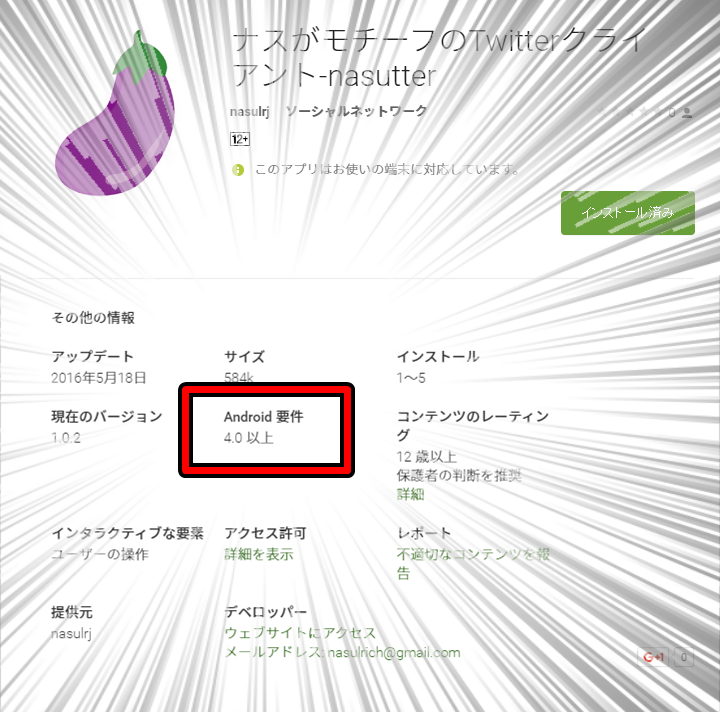 ナスがモチーフのTwitterクライ
アント-nasutter
nasulrj ソーシャルネットワーク
0
12+
このアプリはお使いの端末に対応しています。
インストール済み
その他の情報
アップデート サイズ インストール
2016年5月18日 584k 1～5
現在のバージョン Android 要件 コンテンツのレーティン
グ
1.0.2 4.0 以上
12 歳以上
保護者の判断を推奨
詳細
インタラクティブな要素 アクセス許可 レポート
ユーザーの操作 詳細を表示 不適切なコンテンツを報
告
提供元 デベロッパー
nasulrj ウェブサイトにアクセス
メールアドレス: nasulrich@gmail.com
G+1 0